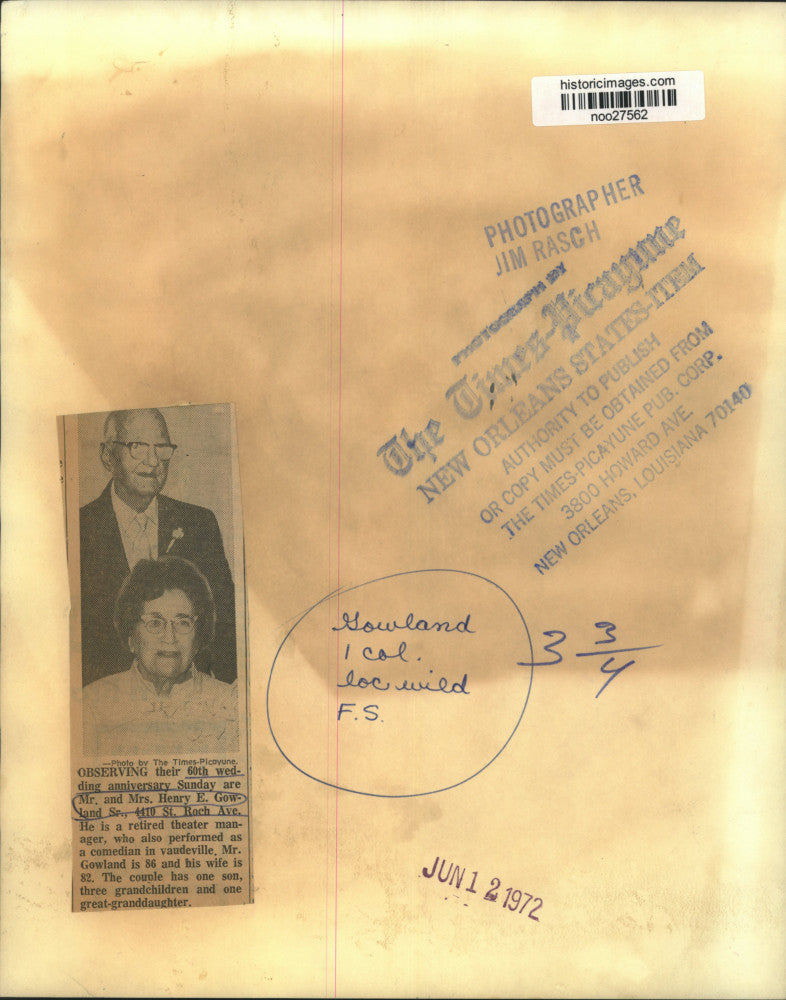 historicimages.com
noo27562
PHOTOGRAPHER
JIM RASCH
PHOTOGRAPH BY
The Times-Picayune
NEW ORLEANS STATES-ITEM
AUTHORITY TO PUBLISH
OR COPY MUST BE OBTAINED FROM
THE TIMES-PICAYUNE PUB. CORP.
3800 HOWARD AVE.
NEW ORLEANS, LOUISIANA 70140
Gowland
1 col.
loc wild
F.S.
3 3/4
—Photo by The Times-Picayune.
OBSERVING their 60th wed-
ding anniversary Sunday are
Mr. and Mrs. Henry E. Gow-
land Sr., 4410 St. Roch Ave.
He is a retired theater man-
ager, who also performed as
a comedian in vaudeville. Mr.
Gowland is 86 and his wife is
82. The couple has one son,
three grandchildren and one
great-granddaughter.
JUN 12 1972